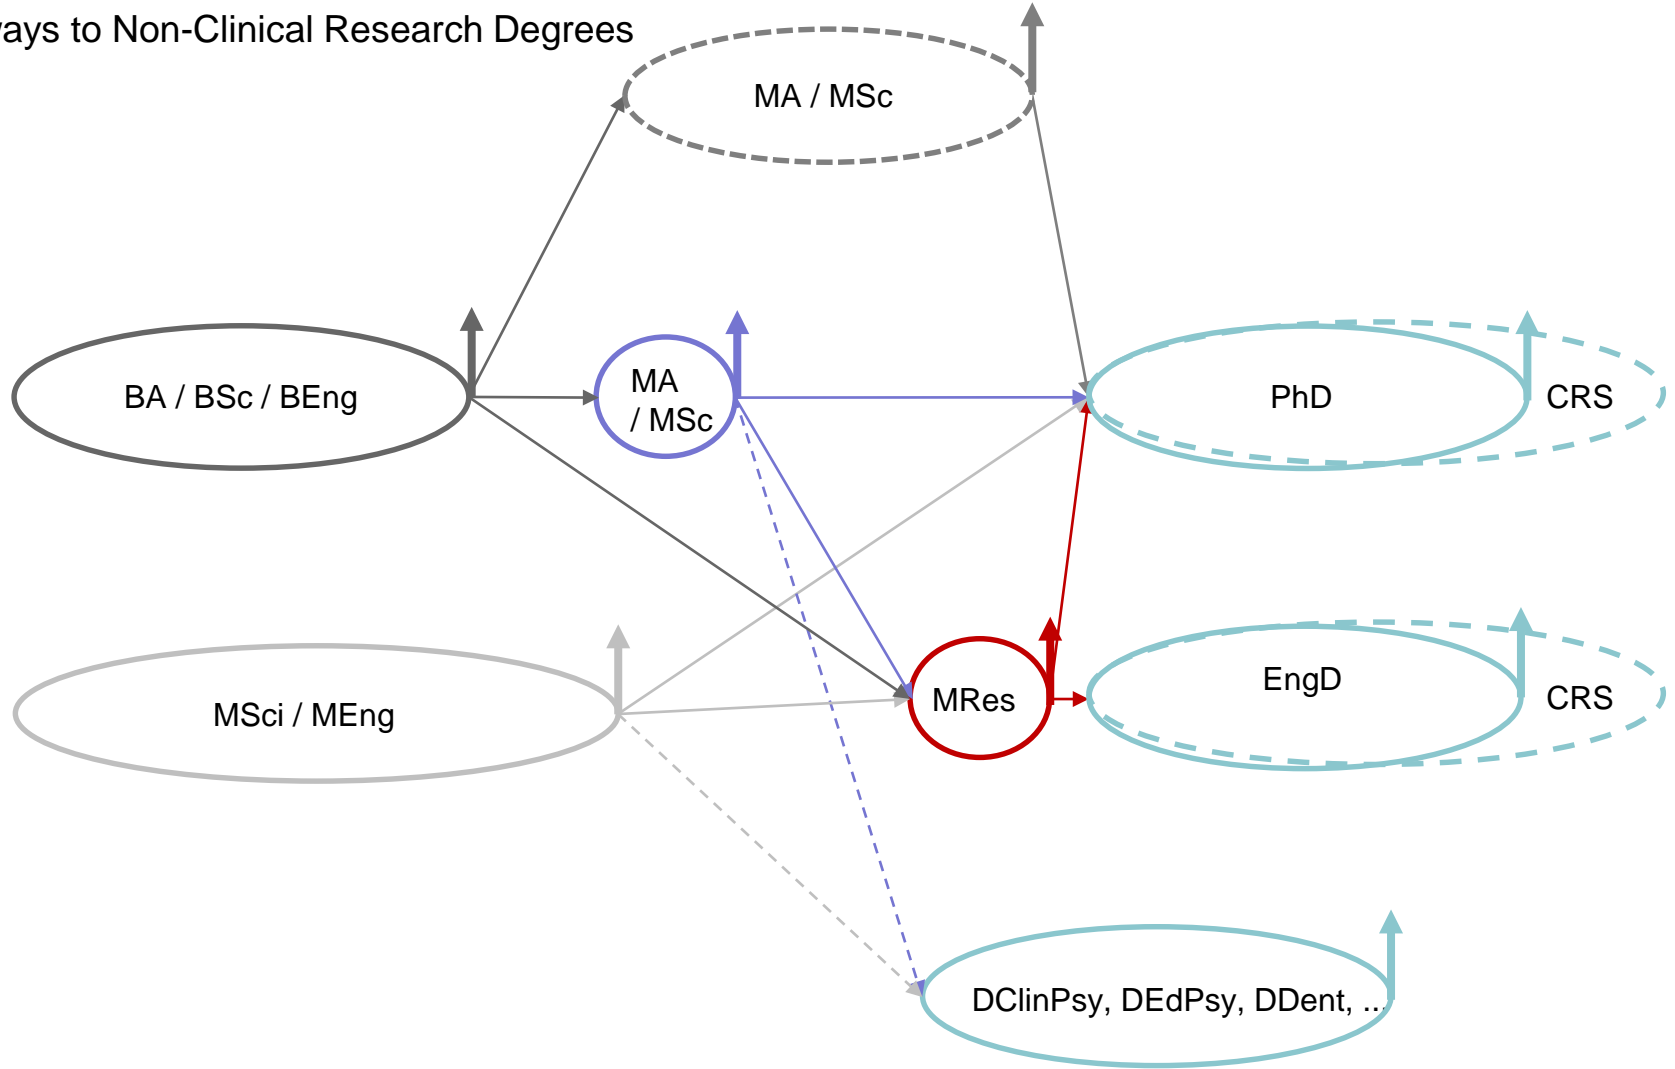 ways to Non-Clinical Research Degrees
MA / MSc
BA / BSc / BEng
MA
/ MSc
PhD
CRS
MSci / MEng
MRes
EngD
CRS
DClinPsy, DEdPsy, DDent, ...